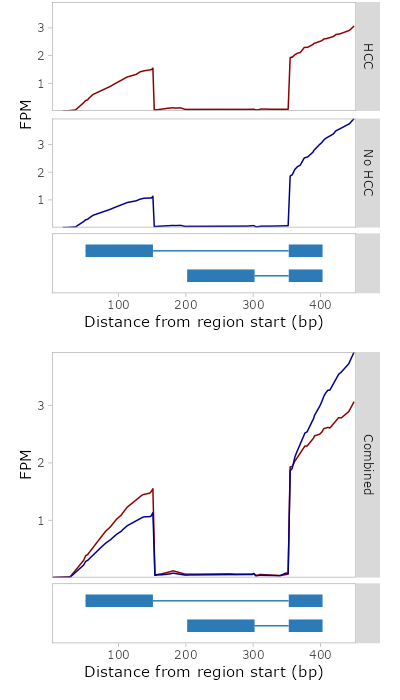 3
2
1
HCC
FPM
3
2
1
No HCC
100 200 300 400
Distance from region start (bp)
3
2
1
FPM
Combined
100 200 300 400
Distance from region start (bp)